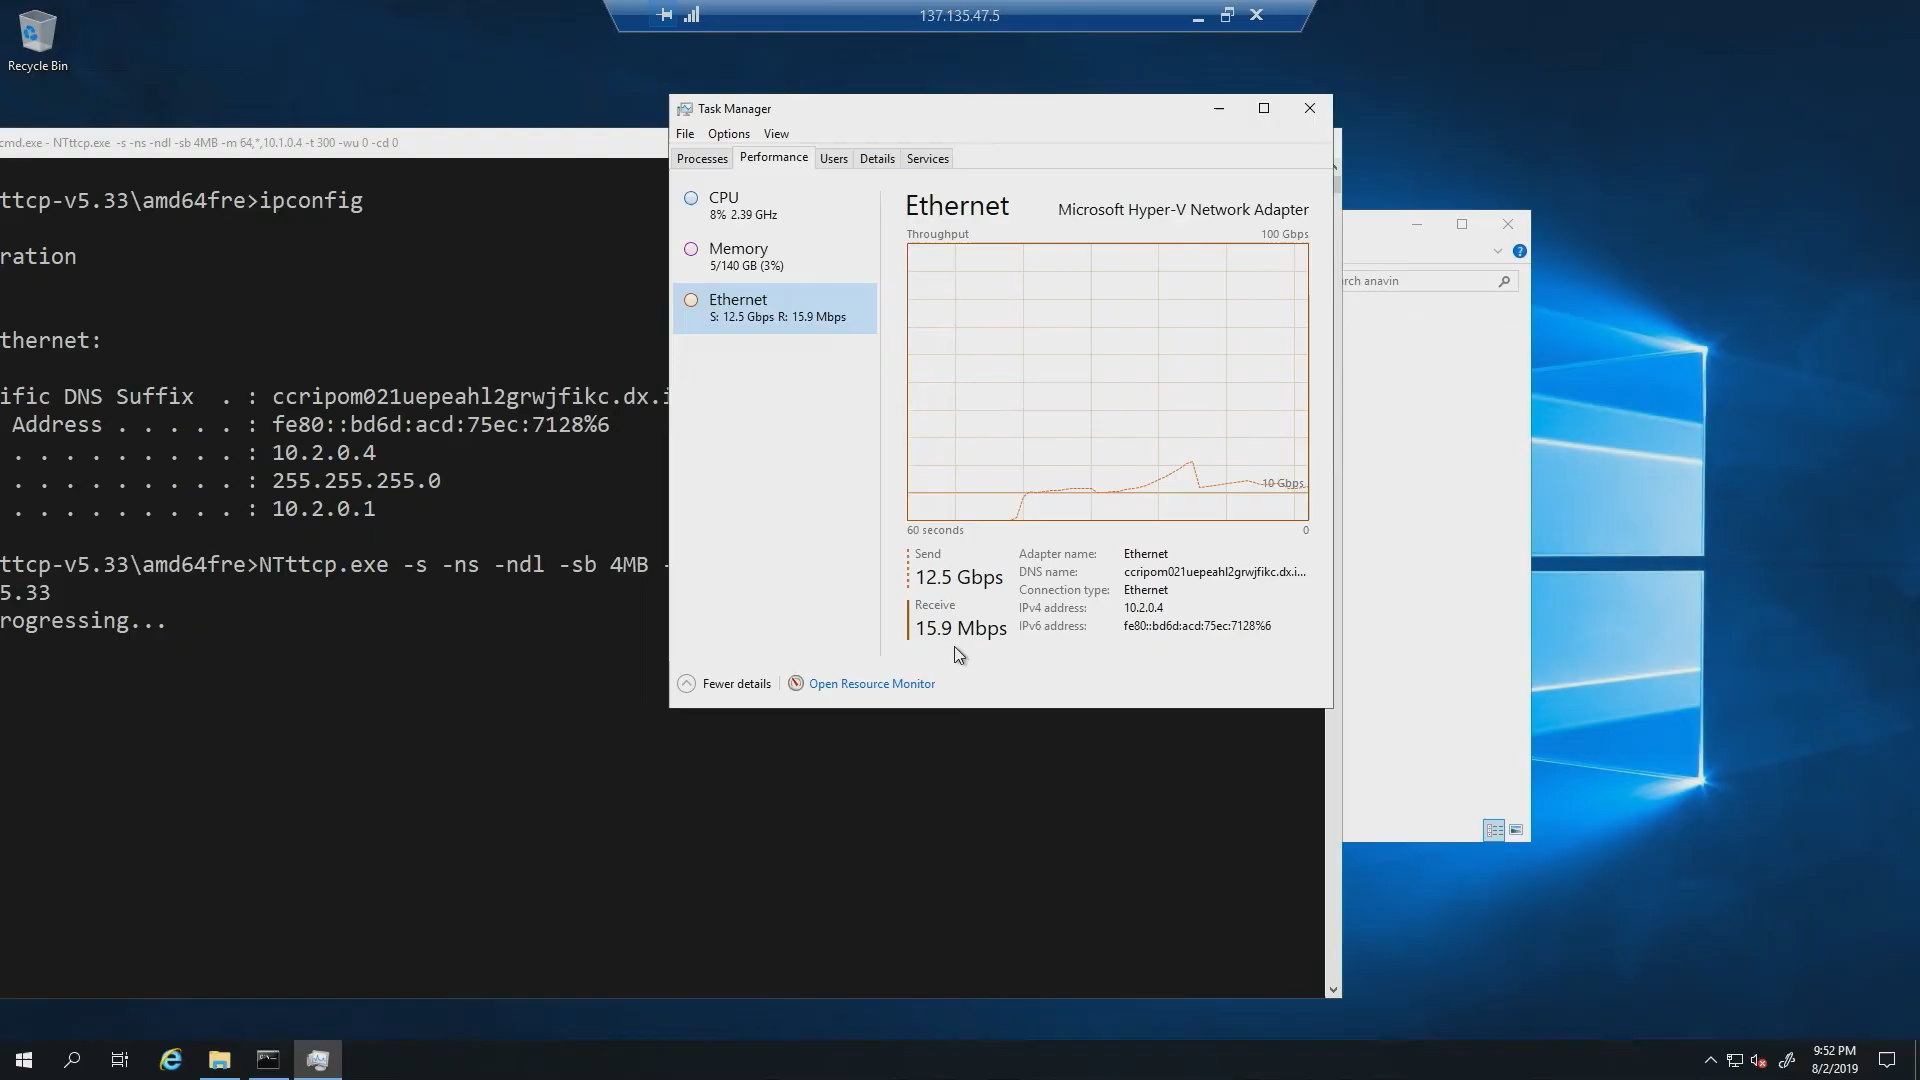 137.135.47.5
Recycle Bin
cmd.exe - NTttcp.exe -s -ns -ndl -sb 4MB -m 64,*,10.1.0.4 -t 300 -wu 0 -cd 0
ttcp-v5.33\amd64fre>ipconfig
ration
thernet:
ific DNS Suffix . : ccripom021uepeahl2grwjfikc.dx.i
Address . . . . . : fe80::bd6d:acd:75ec:7128%6
. . . . . . . . . : 10.2.0.4
. . . . . . . . . : 255.255.255.0
. . . . . . . . . : 10.2.0.1
ttcp-v5.33\amd64fre>NTttcp.exe -s -ns -ndl -sb 4MB -
5.33
rogressing...
Task Manager
File Options View
Processes Performance Users Details Services
CPU
8% 2.39 GHz
Memory
5/140 GB (3%)
Ethernet
S: 12.5 Gbps R: 15.9 Mbps
Ethernet Microsoft Hyper-V Network Adapter
Throughput 100 Gbps
10 Gbps
60 seconds 0
Send
12.5 Gbps
Receive
15.9 Mbps
Adapter name: Ethernet
DNS name: ccripom021uepeahl2grwjfikc.dx.i...
Connection type: Ethernet
IPv4 address: 10.2.0.4
IPv6 address: fe80::bd6d:acd:75ec:7128%6
Fewer details Open Resource Monitor
rch anavin
9:52 PM
8/2/2019